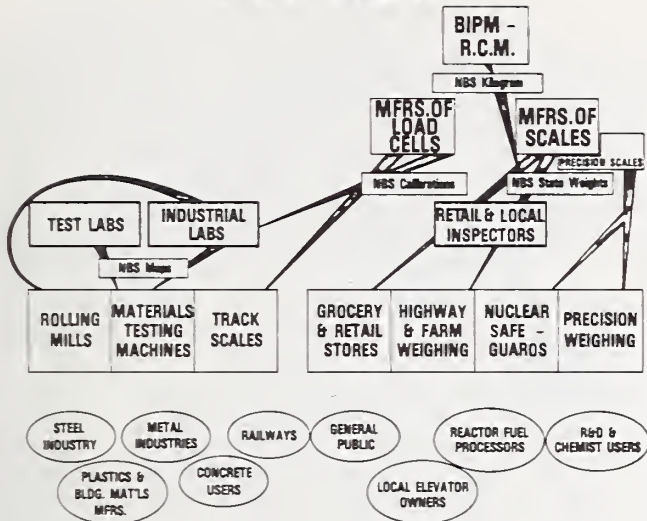 BIPM -
R.C.M.
NBS Kilogram
MFRS. OF
LOAD
CELLS
MFRS. OF
SCALES
PRECISION SCALES
NBS Calibrations
NBS State Weights
TEST LABS
INDUSTRIAL
LABS
RETAIL & LOCAL
INSPECTORS
NBS Maps
ROLLING
MILLS
MATERIALS
TESTING
MACHINES
TRACK
SCALES
GROCERY
& RETAIL
STORES
HIGHWAY
& FARM
WEIGHING
NUCLEAR
SAFE -
GUAROS
PRECISION
WEIGHING
STEEL
INDUSTRY
METAL
INDUSTRIES
RAILWAYS
GENERAL
PUBLIC
REACTOR FUEL
PROCESSORS
R&D &
CHEMIST USERS
PLASTICS &
BLDG. MAT'LS
MFRS.
CONCRETE
USERS
LOCAL ELEVATOR
OWNERS